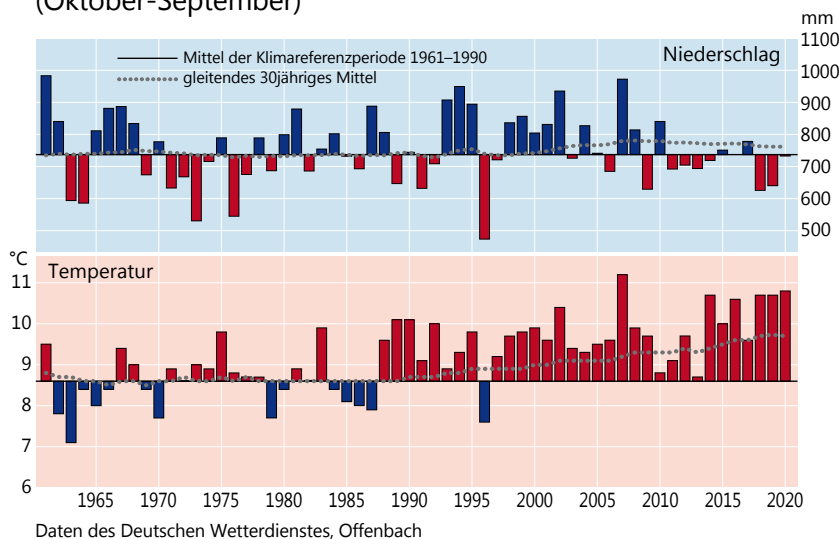 (Oktober-September)
mm
1100
Mittel der Klimareferenzperiode 1961–1990
Niederschlag
gleitendes 30jähriges Mittel
1000
900
800
700
600
500
°C
Temperatur
11
10
9
8
7
6
1965 1970 1975 1980 1985 1990 1995 2000 2005 2010 2015 2020
Daten des Deutschen Wetterdienstes, Offenbach